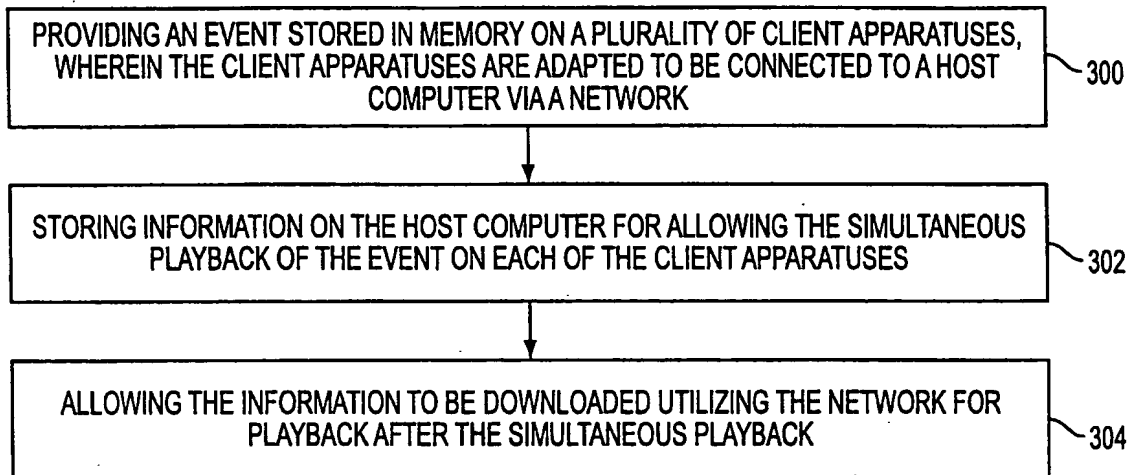 PROVIDING AN EVENT STORED IN MEMORY ON A PLURALITY OF CLIENT APPARATUSES,
WHEREIN THE CLIENT APPARATUSES ARE ADAPTED TO BE CONNECTED TO A HOST
COMPUTER VIA A NETWORK
300
STORING INFORMATION ON THE HOST COMPUTER FOR ALLOWING THE SIMULTANEOUS
PLAYBACK OF THE EVENT ON EACH OF THE CLIENT APPARATUSES
302
ALLOWING THE INFORMATION TO BE DOWNLOADED UTILIZING THE NETWORK FOR
PLAYBACK AFTER THE SIMULTANEOUS PLAYBACK
304